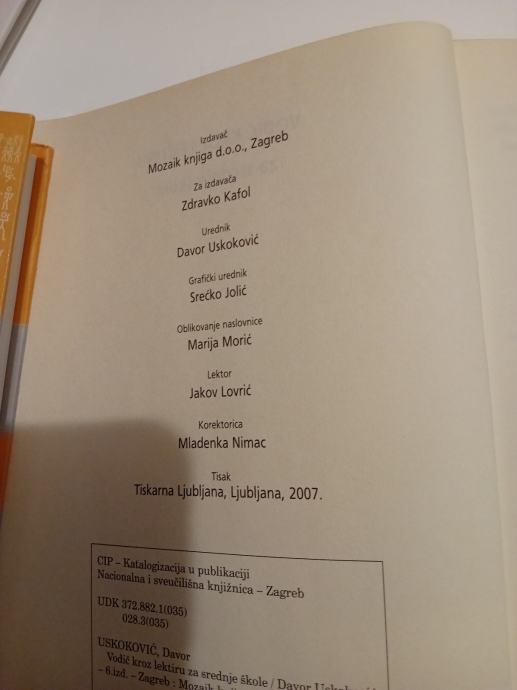 Izdavač
Mozaik knjiga d.o.o., Zagreb
Za izdavača
Zdravko Kafol
Urednik
Davor Uskoković
Grafički urednik
Srećko Jolić
Oblikovanje naslovnice
Marija Morić
Lektor
Jakov Lovrić
Korektorica
Mladenka Nimac
Tisak
Tiskarna Ljubljana, Ljubljana, 2007.
CIP – Katalogizacija u publikaciji
Nacionalna i sveučilišna knjižnica – Zagreb
UDK 372.882.1(035)
028.3(035)
USKOKOVIĆ, Davor
Vodič kroz lektiru za srednje škole / Davor
– 6.izd. – Zagreb : Mozaik